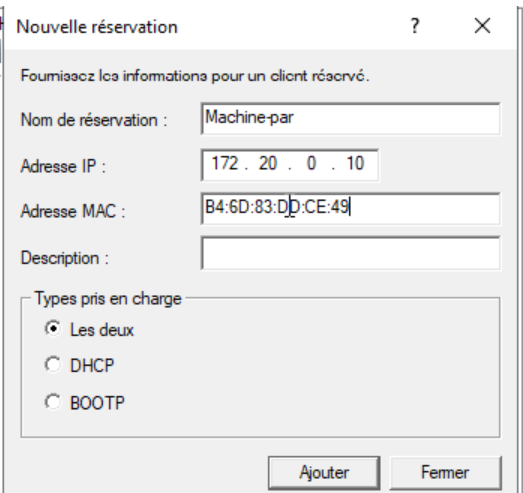 Nouvelle réservation ? ×
Fournissez les informations pour un client réservé.
Nom de réservation : Machine-par
Adresse IP : 172 . 20 . 0 . 10
Adresse MAC : B4:6D:83:DD:CE:49
Description :
Types pris en charge
Les deux
DHCP
BOOTP
Ajouter Fermer